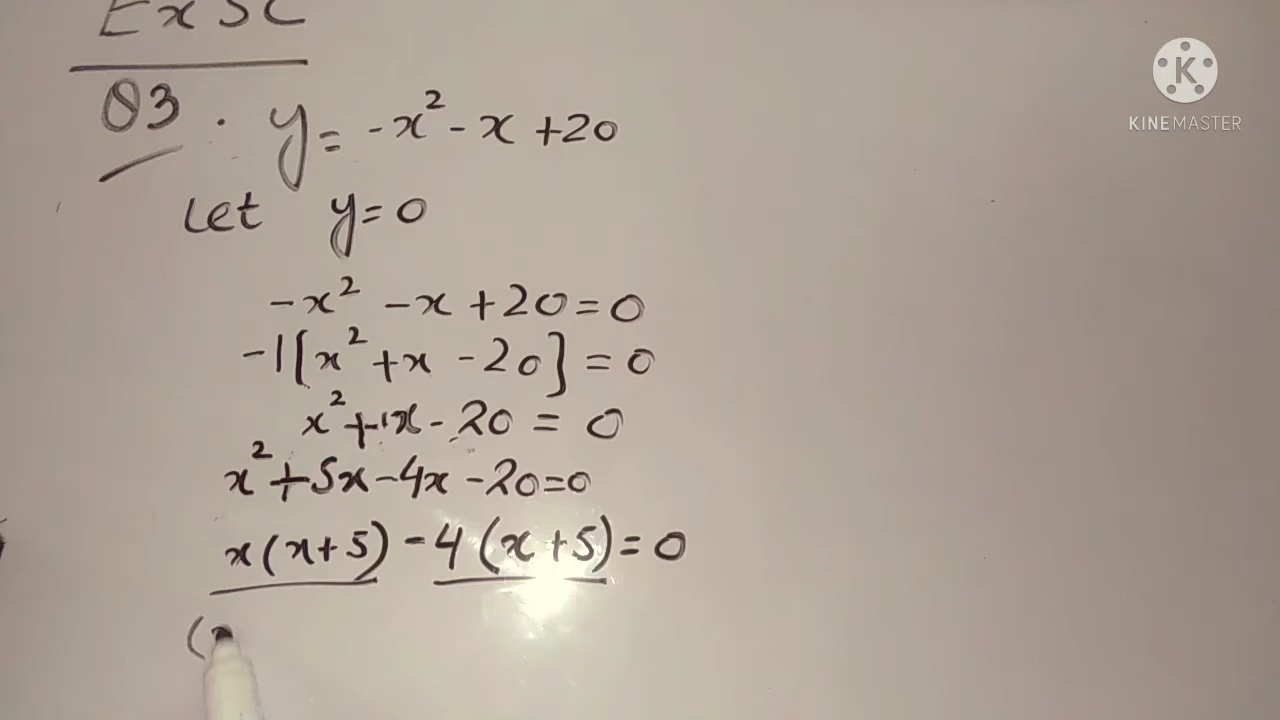 Ex 5C
Q3. y = -x² - x + 20
Let y = 0
-x² - x + 20 = 0
-1[x² + x - 20] = 0
x² + 1x - 20 = 0
x² + 5x - 4x - 20 = 0
x(x + 5) - 4(x + 5) = 0
(
KINEMASTER